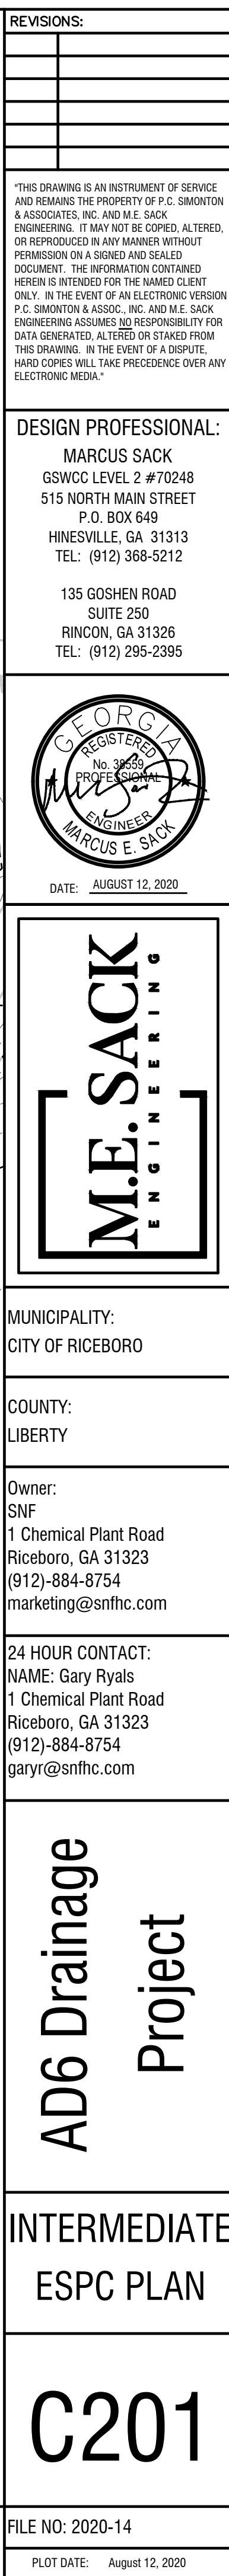 REVISIONS:
"THIS DRAWING IS AN INSTRUMENT OF SERVICE
AND REMAINS THE PROPERTY OF P.C. SIMONTON
& ASSOCIATES, INC. AND M.E. SACK
ENGINEERING. IT MAY NOT BE COPIED, ALTERED,
OR REPRODUCED IN ANY MANNER WITHOUT
PERMISSION ON A SIGNED AND SEALED
DOCUMENT. THE INFORMATION CONTAINED
HEREIN IS INTENDED FOR THE NAMED CLIENT
ONLY. IN THE EVENT OF AN ELECTRONIC VERSION
P.C. SIMONTON & ASSOC., INC. AND M.E. SACK
ENGINEERING ASSUMES NO RESPONSIBILITY FOR
DATA GENERATED, ALTERED OR STAKED FROM
THIS DRAWING. IN THE EVENT OF A DISPUTE,
HARD COPIES WILL TAKE PRECEDENCE OVER ANY
ELECTRONIC MEDIA."
DESIGN PROFESSIONAL:
MARCUS SACK
GSWCC LEVEL 2 #70248
515 NORTH MAIN STREET
P.O. BOX 649
HINESVILLE, GA 31313
TEL: (912) 368-5212
135 GOSHEN ROAD
SUITE 250
RINCON, GA 31326
TEL: (912) 295-2395
GEORGIA
REGISTERED
No. 38559
PROFESSIONAL
ENGINEER
MARCUS E. SACK
DATE: AUGUST 12, 2020
M.E. SACK
ENGINEERING
MUNICIPALITY:
CITY OF RICEBORO
COUNTY:
LIBERTY
Owner:
SNF
1 Chemical Plant Road
Riceboro, GA 31323
(912)-884-8754
marketing@snfhc.com
24 HOUR CONTACT:
NAME: Gary Ryals
1 Chemical Plant Road
Riceboro, GA 31323
(912)-884-8754
garyr@snfhc.com
AD6 Drainage
Project
INTERMEDIATE
ESPC PLAN
C201
FILE NO: 2020-14
PLOT DATE: August 12, 2020